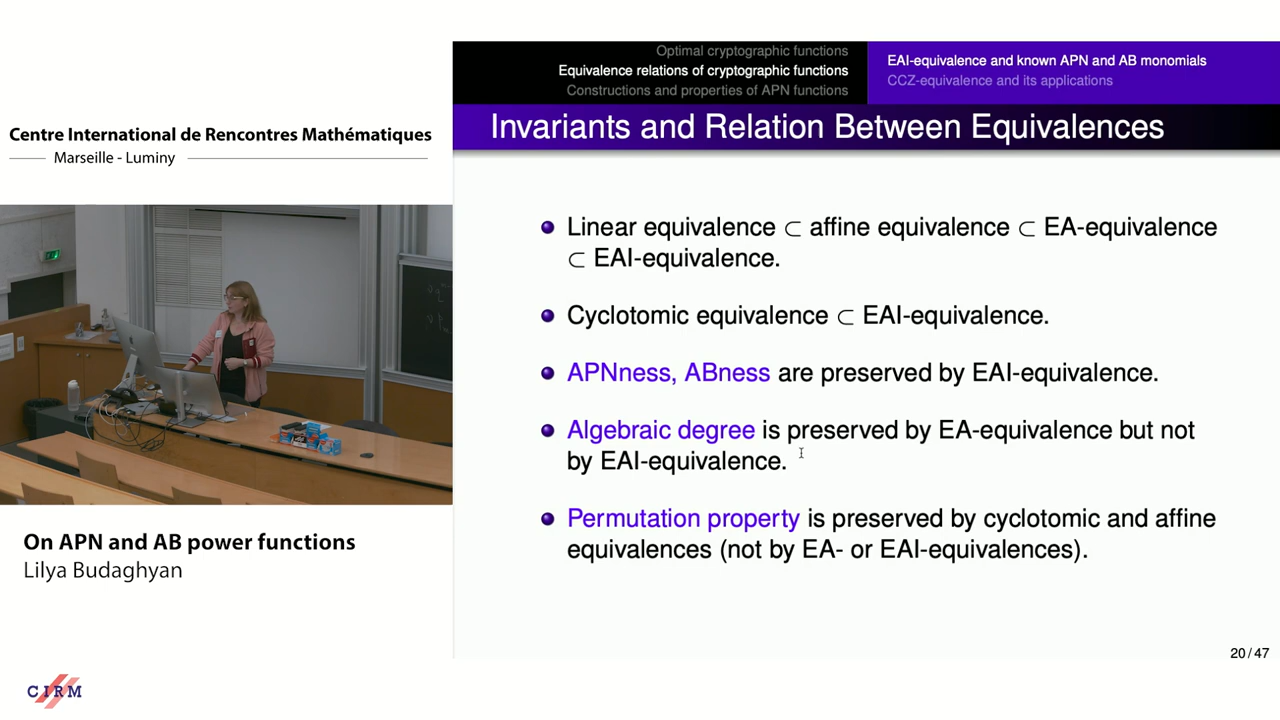 Centre International de Rencontres Mathématiques
Marseille - Luminy
On APN and AB power functions
Lilya Budaghyan
CIRM
Optimal cryptographic functions
Equivalence relations of cryptographic functions
Constructions and properties of APN functions
EAI-equivalence and known APN and AB monomials
CCZ-equivalence and its applications
Invariants and Relation Between Equivalences
Linear equivalence ⊂ affine equivalence ⊂ EA-equivalence
⊂ EAI-equivalence.
Cyclotomic equivalence ⊂ EAI-equivalence.
APNness, ABness are preserved by EAI-equivalence.
Algebraic degree is preserved by EA-equivalence but not
by EAI-equivalence.
Permutation property is preserved by cyclotomic and affine
equivalences (not by EA- or EAI-equivalences).
20 / 47